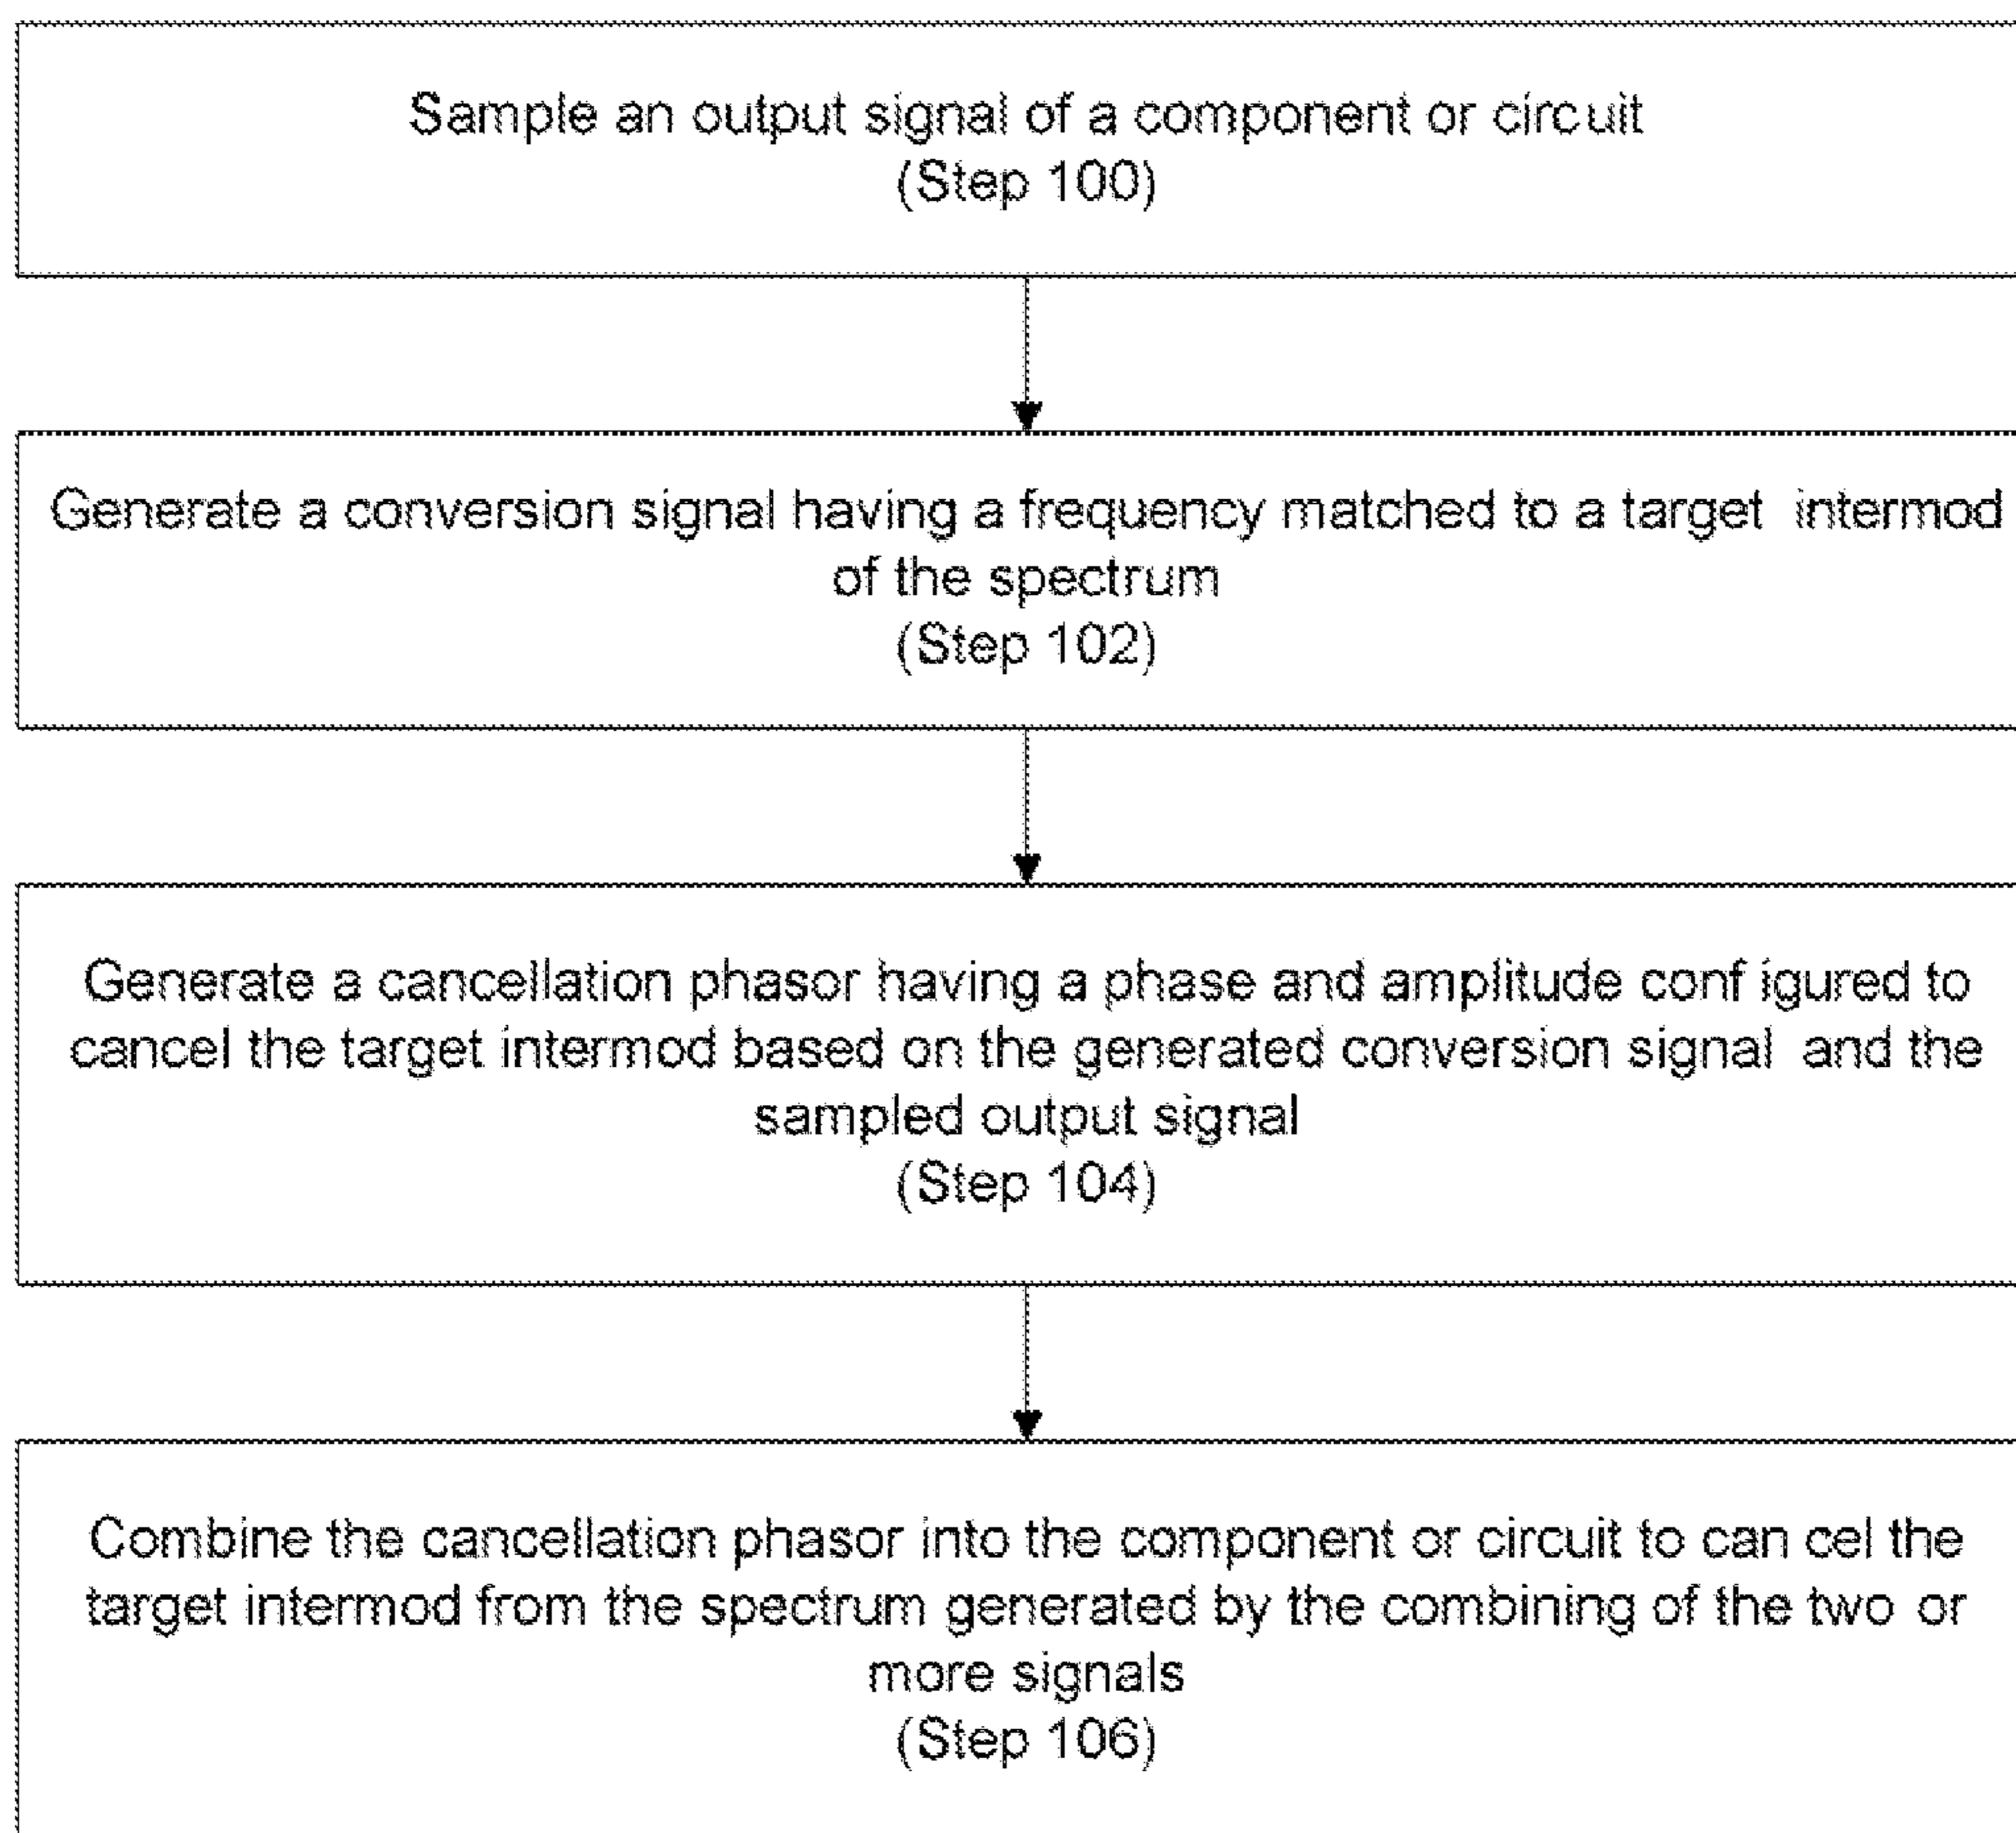 Sample an output signal of a component or circuit
(Step 100)
Generate a conversion signal having a frequency matched to a target intermod
of the spectrum
(Step 102)
Generate a cancellation phasor having a phase and amplitude conf igured to
cancel the target intermod based on the generated conversion signal and the
sampled output signal
(Step 104)
Combine the cancellation phasor into the component or circuit to can cel the
target intermod from the spectrum generated by the combining of the two or
more signals
(Step 106)